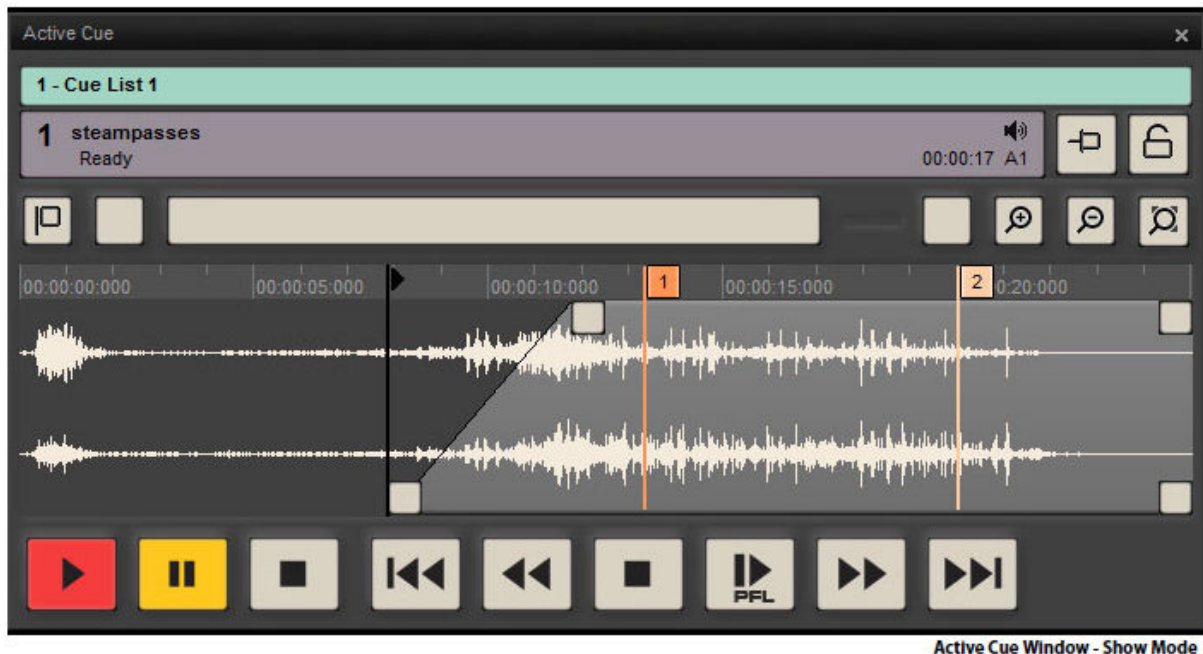 Active Cue
1 - Cue List 1
1 steampasses
Ready
00:00:17 A1
00:00:00:000 00:00:05:000 00:00:10:000 1 00:00:15:000 2 0:20:000
PFL
Active Cue Window - Show Mode